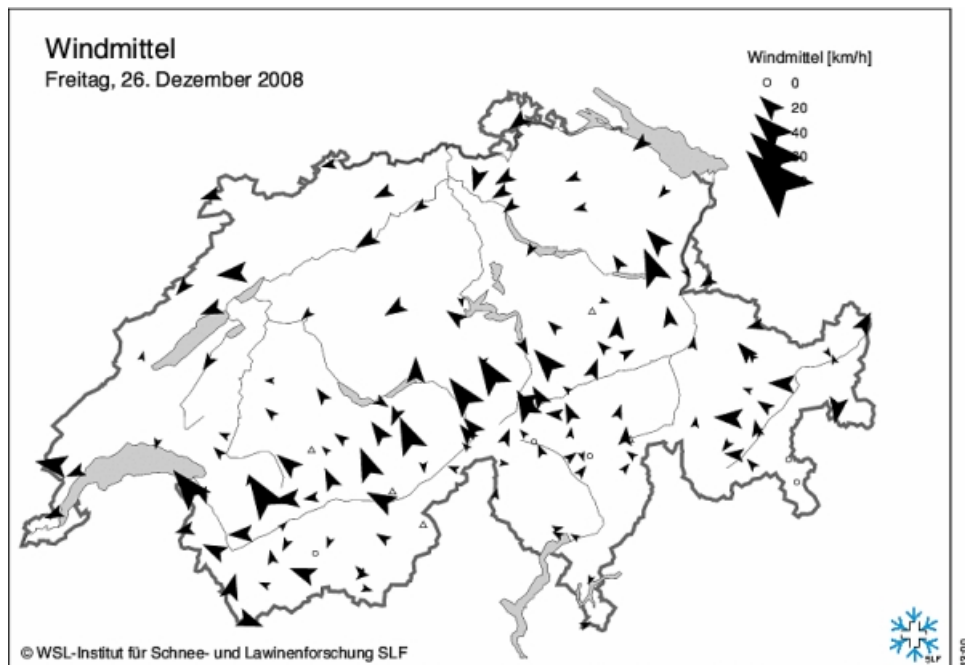 Windmittel
Freitag, 26. Dezember 2008
Windmittel [km/h]
0
20
40
© WSL-Institut für Schnee- und Lawinenforschung SLF
SLF